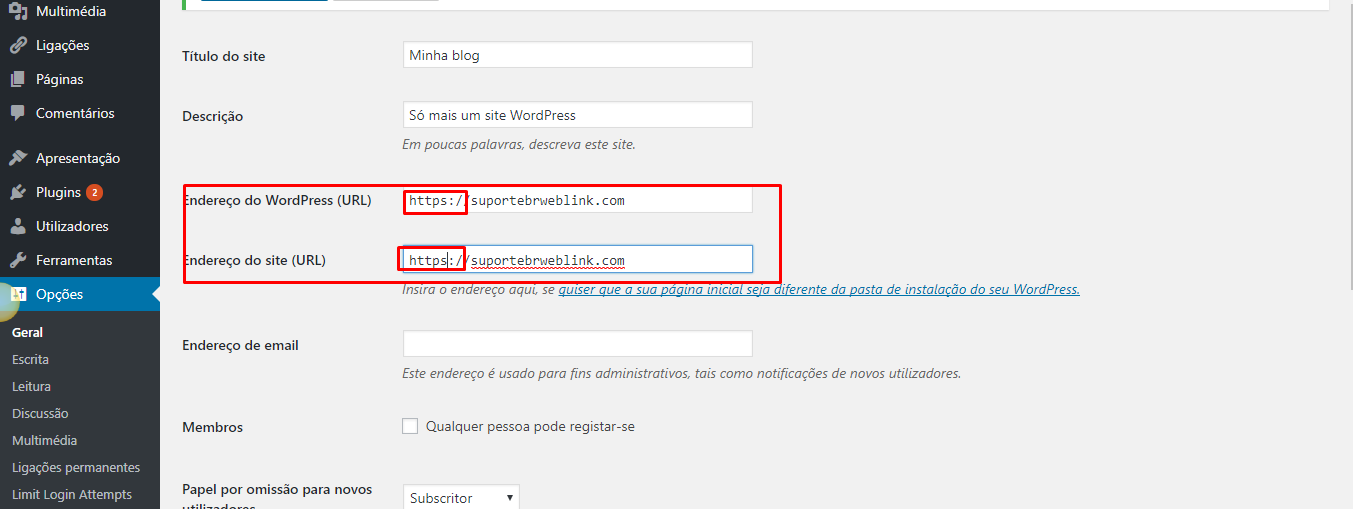 Multimédia
Ligações
Páginas
Comentários
Apresentação
Plugins 2
Utilizadores
Ferramentas
Opções
Geral
Escrita
Leitura
Discussão
Multimédia
Ligações permanentes
Limit Login Attempts
Título do site
Minha blog
Descrição
Só mais um site WordPress
Em poucas palavras, descreva este site.
Endereço do WordPress (URL)
https://suportebrweblink.com
Endereço do site (URL)
https://suportebrweblink.com
Insira o endereço aqui, se quiser que a sua página inicial seja diferente da pasta de instalação do seu WordPress.
Endereço de email
Este endereço é usado para fins administrativos, tais como notificações de novos utilizadores.
Membros
Qualquer pessoa pode registar-se
Papel por omissão para novos
utilizadores
Subscritor